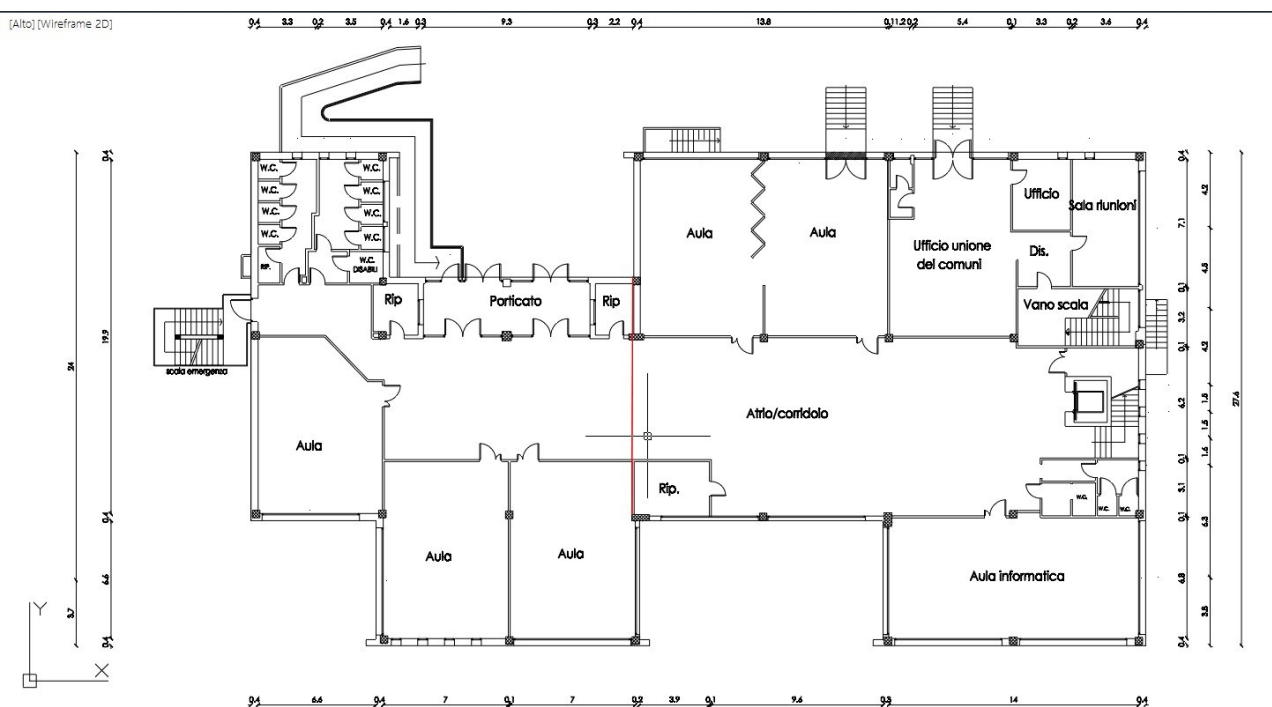 [Alto] [Wireframe 2D]
0.4 3.3 0.2 3.5 0.4 1.6 0.3 9.3 0.3 2.2 0.4 13.8 0.1 1.2 0.2 5.4 0.1 3.3 0.2 3.6 0.4
W.C. W.C.
W.C. W.C.
W.C. W.C.
W.C. W.C.
RIP. W.C.
DISABILI
Aula
Aula
Ufficio
Sala riunioni
Ufficio unione
dei comuni
Dis.
Rip
Porticato
Rip
Vano scala
scala emergenza
Atrio/corridoio
Aula
Rip.
W.C.
W.C. W.C.
Aula
Aula
Aula informatica
24
3.7
0.4
19.9
0.4
6.6
0.4
0.4
7.1
0.1
3.2
0.1
6.2
0.1
3.1
0.1
6.8
0.4
4.2
4.5
4.2
1.5
1.5
1.6
6.3
3.8
27.6
Y
X
0.4 6.6 0.4 7 0.1 7 0.2 3.9 0.1 9.6 0.3 14 0.4